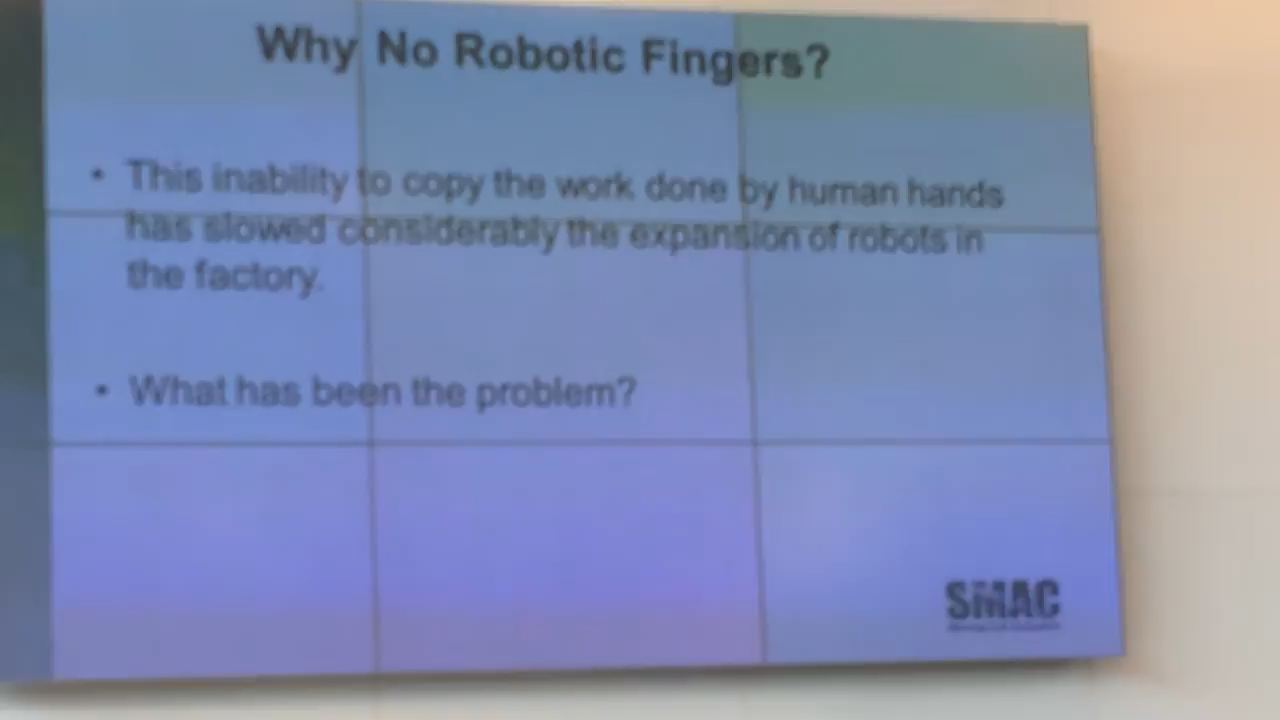 Why No Robotic Fingers?
• This inability to copy the work done by human hands
has slowed considerably the expansion of robots in
the factory.
• What has been the problem?
SMAC